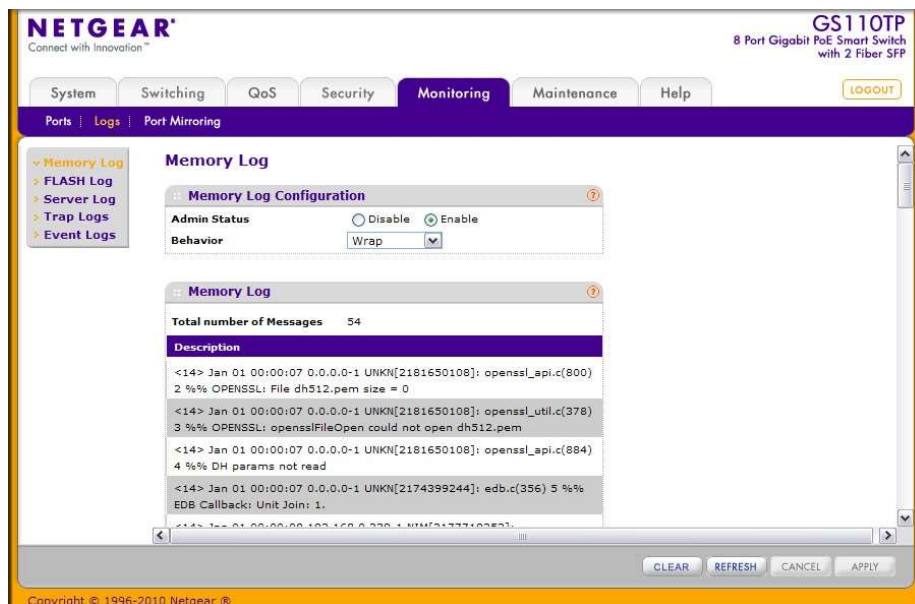 NETGEAR®
Connect with Innovation™
GS110TP
8 Port Gigabit PoE Smart Switch
with 2 Fiber SFP
System Switching QoS Security Monitoring Maintenance Help LOGOUT
Ports Logs Port Mirroring
Memory Log
FLASH Log
Server Log
Trap Logs
Event Logs
Memory Log
Memory Log Configuration
Admin Status Disable Enable
Behavior Wrap
Memory Log
Total number of Messages 54
Description
<14> Jan 01 00:00:07 0.0.0.0-1 UNKN[2181650108]: openssl_api.c(800)
2 %% OPENSSL: File dh512.pem size = 0
<14> Jan 01 00:00:07 0.0.0.0-1 UNKN[2181650108]: openssl_util.c(378)
3 %% OPENSSL: opensslFileOpen could not open dh512.pem
<14> Jan 01 00:00:07 0.0.0.0-1 UNKN[2181650108]: openssl_api.c(884)
4 %% DH params not read
<14> Jan 01 00:00:07 0.0.0.0-1 UNKN[2174399244]: edb.c(356) 5 %%
EDB Callback: Unit Join: 1.
CLEAR REFRESH CANCEL APPLY
Copyright © 1996-2010 Netgear ®